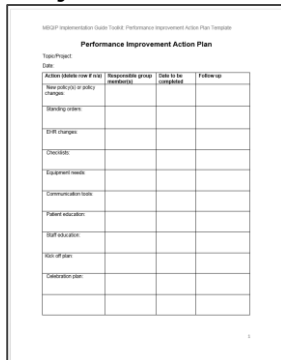 WBGIP Implementation Guide Toolkit: Performance Improvement Action Plan Template
Performance Improvement Action Plan
Topic/Project:
Date:
Action (delete row if n/a)
Responsible group member(s)
Date to be completed
Follow up
New policy(s) or policy changes:
Standing orders:
EHR changes:
Checklists:
Equipment needs:
Communication tools:
Patient education:
Staff education:
Kick off plan:
Celebration plan:
1